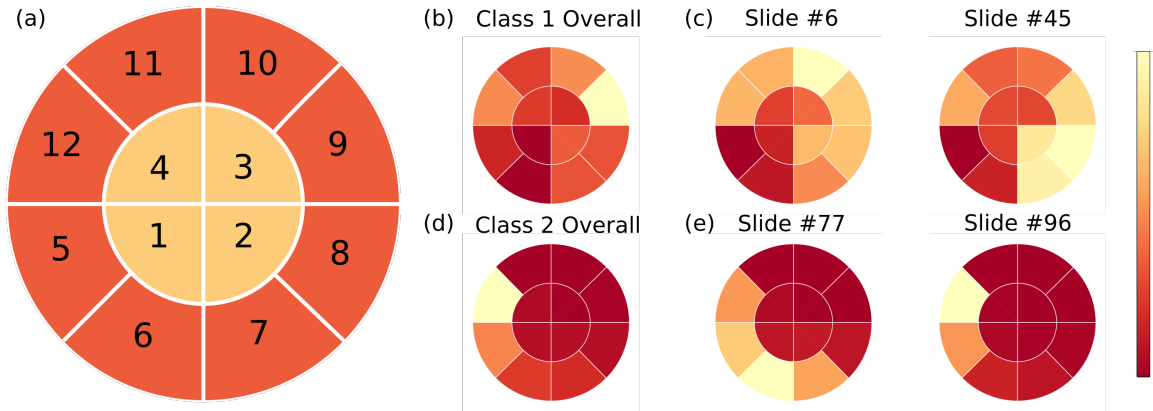 (a)
11
10
12
9
4
3
1
2
5
8
6
7
(b)
Class 1 Overall
(c)
Slide #6
Slide #45
(d)
Class 2 Overall
(e)
Slide #77
Slide #96